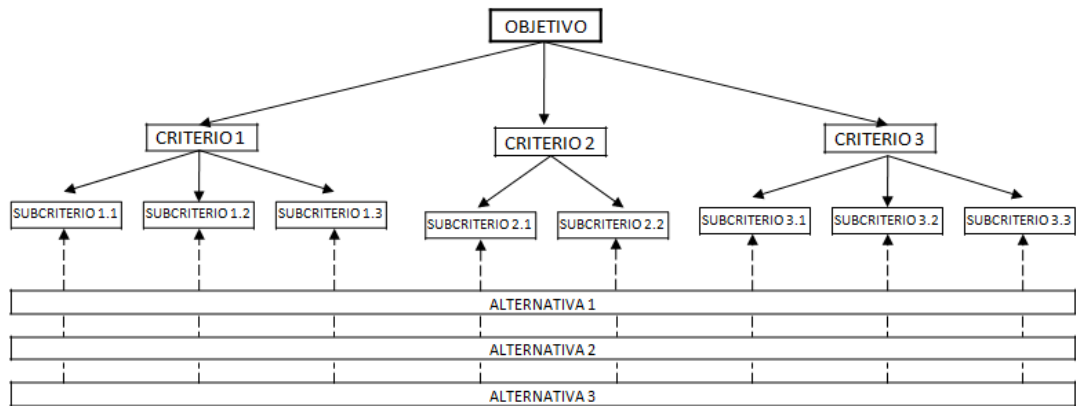 OBJETIVO
CRITERIO 1
CRITERIO 2
CRITERIO 3
SUBCRITERIO 1.1
SUBCRITERIO 1.2
SUBCRITERIO 1.3
SUBCRITERIO 2.1
SUBCRITERIO 2.2
SUBCRITERIO 3.1
SUBCRITERIO 3.2
SUBCRITERIO 3.3
ALTERNATIVA 1
ALTERNATIVA 2
ALTERNATIVA 3